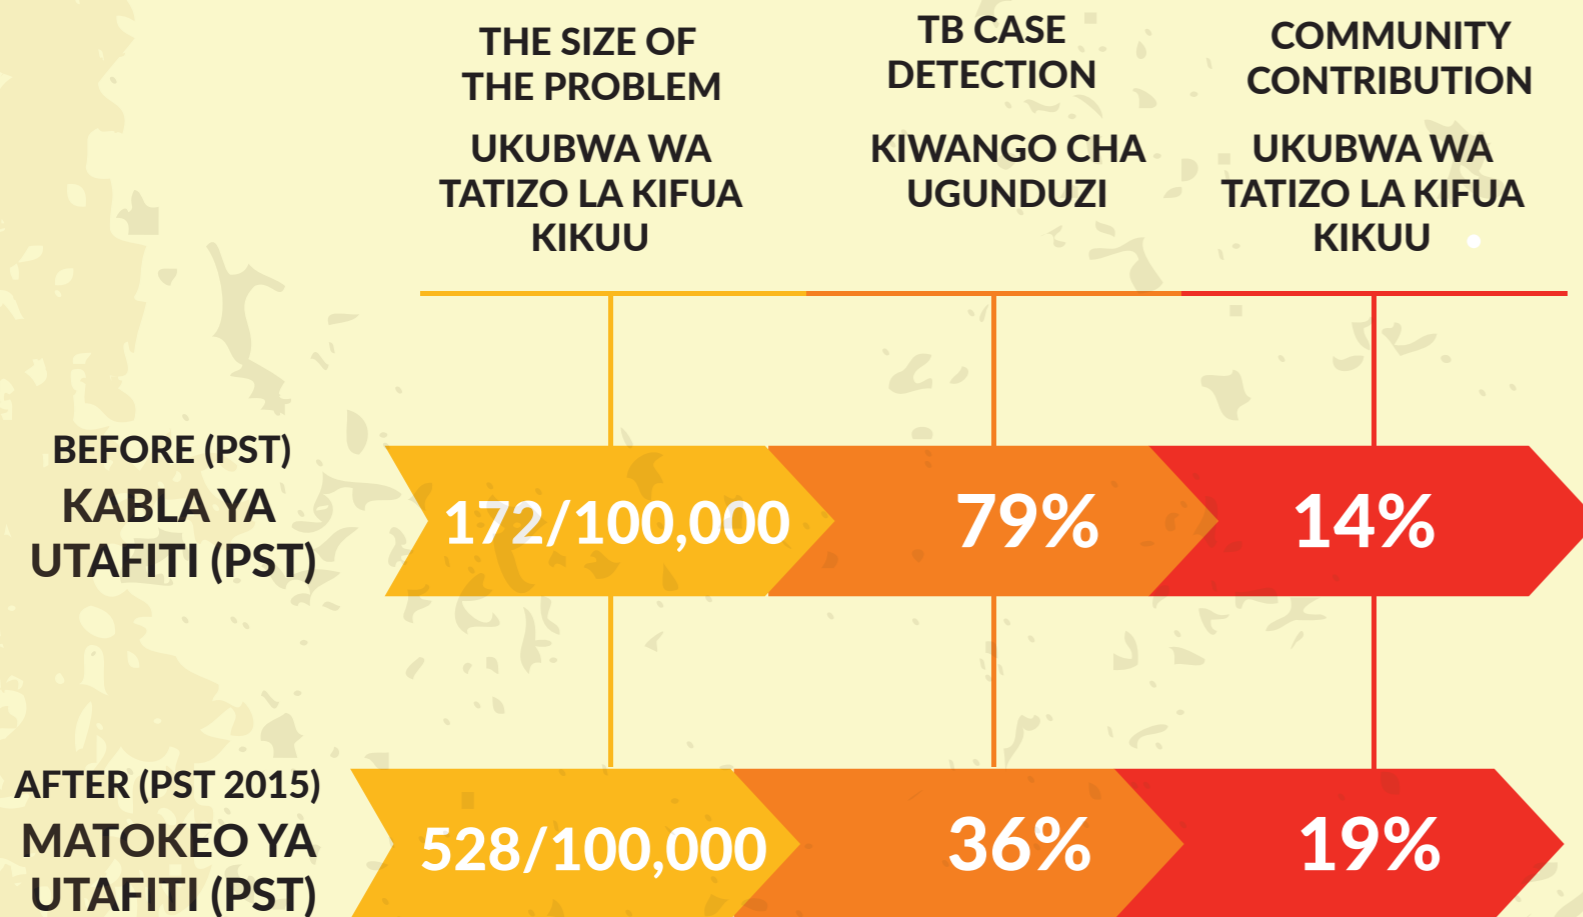 THE SIZE OF
THE PROBLEM
UKUBWA WA
TATIZO LA KIFUA
KIKUU
TB CASE
DETECTION
KIWANGO CHA
UGUNDUZI
COMMUNITY
CONTRIBUTION
UKUBWA WA
TATIZO LA KIFUA
KIKUU
BEFORE (PST)
KABLA YA
UTAFITI (PST)
172/100,000
79%
14%
AFTER (PST 2015)
MATOKEO YA
UTAFITI (PST)
528/100,000
36%
19%